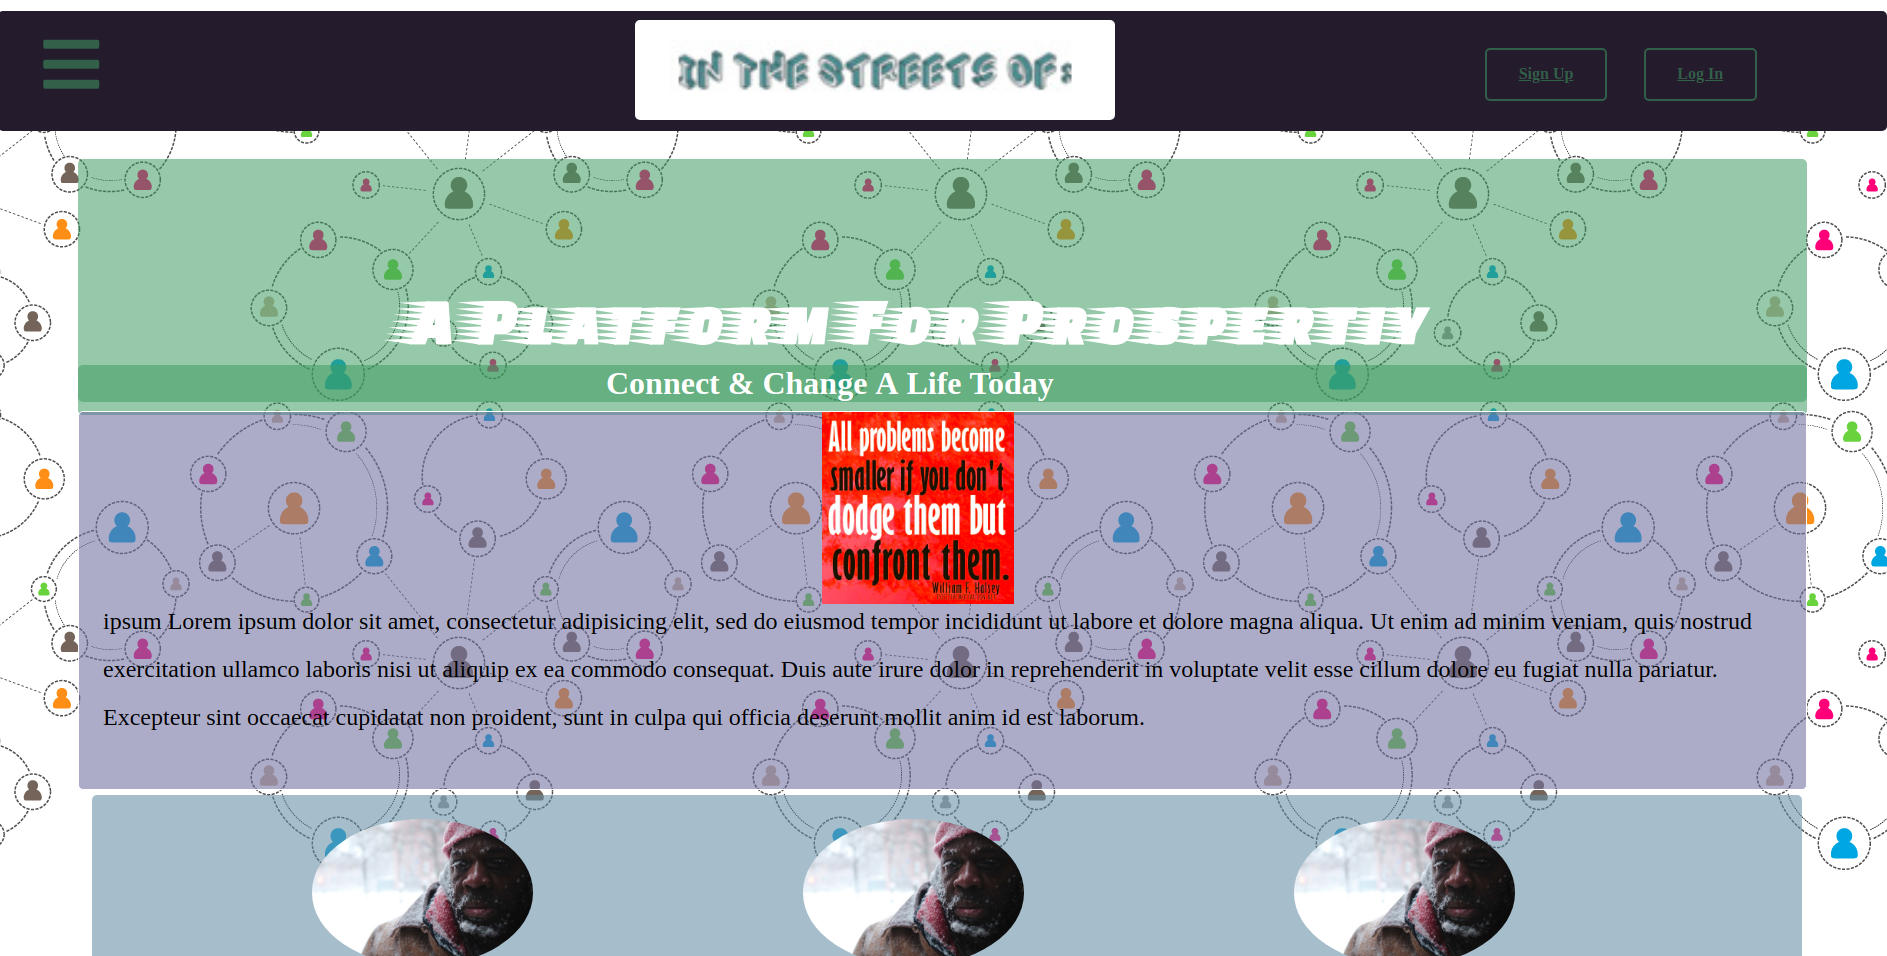 IN THE STREETS OF:
Sign Up
Log In
A Platform For Prospertiy
Connect & Change A Life Today
All problems become
smaller if you don't
dodge them but
confront them.
William F. Halsey
ipsum Lorem ipsum dolor sit amet, consectetur adipisicing elit, sed do eiusmod tempor incididunt ut labore et dolore magna aliqua. Ut enim ad minim veniam, quis nostrud
exercitation ullamco laboris nisi ut aliquip ex ea commodo consequat. Duis aute irure dolor in reprehenderit in voluptate velit esse cillum dolore eu fugiat nulla pariatur.
Excepteur sint occaecat cupidatat non proident, sunt in culpa qui officia deserunt mollit anim id est laborum.